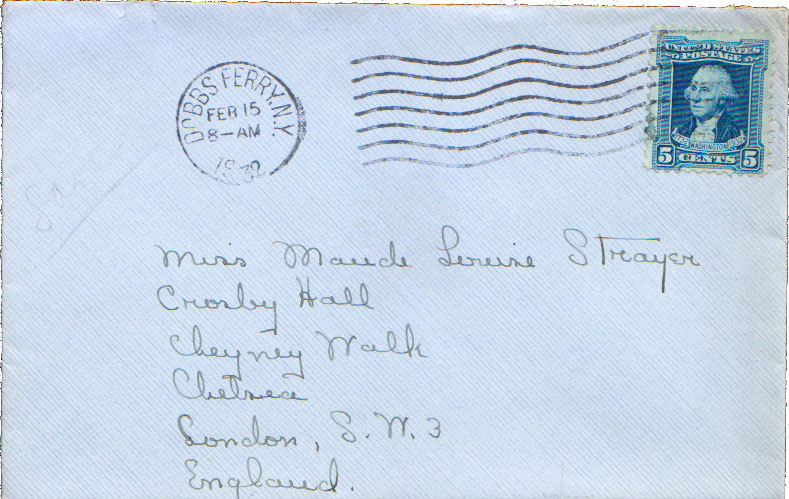 DOBBS FERRY, N.Y.
FEB 15
8-AM
1932
UNITED STATES
POSTAGE
WASHINGTON
5 CENTS 5
Miss Maude Louise Strayer
Crosby Hall
Cheyney Walk
Chelsea
London, S.W. 3
England.